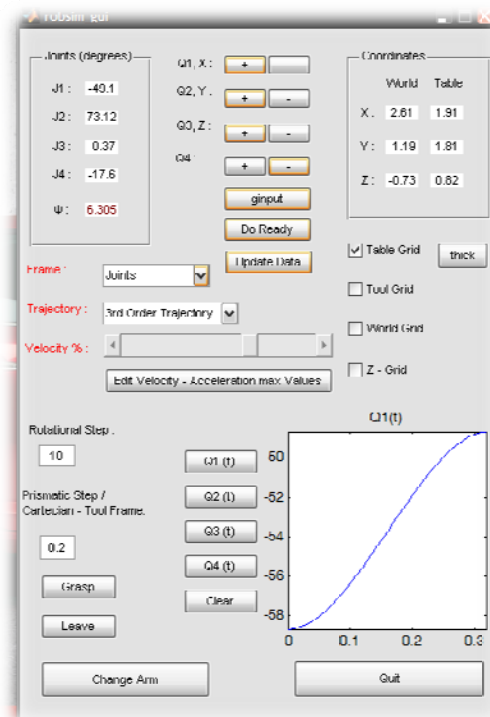 robsim_gui
Joints (degrees)
J1 : -49.1
J2 : 73.12
J3 : 0.37
J4 : -17.6
Ψ : 6.305
Q1, X : +
Q2, Y : + -
Q3, Z : + -
Q4 : + -
ginput
Do Ready
Update Data
Coordinates
World Table
X : 2.61 1.91
Y : 1.19 1.81
Z : -0.73 0.62
Table Grid
thick
Tool Grid
World Grid
Z - Grid
Frame : Joints
Trajectory : 3rd Order Trajectory
Velocity % :
Edit Velocity - Acceleration max Values
Rotational Step :
10
Prismatic Step /
Cartecian - Tool Frame:
0.2
Grasp
Leave
Q1 (t)
Q2 (t)
Q3 (t)
Q4 (t)
Clear
Q1(t)
-52
-54
-56
-58
0 0.1 0.2 0.3
Change Arm
Quit